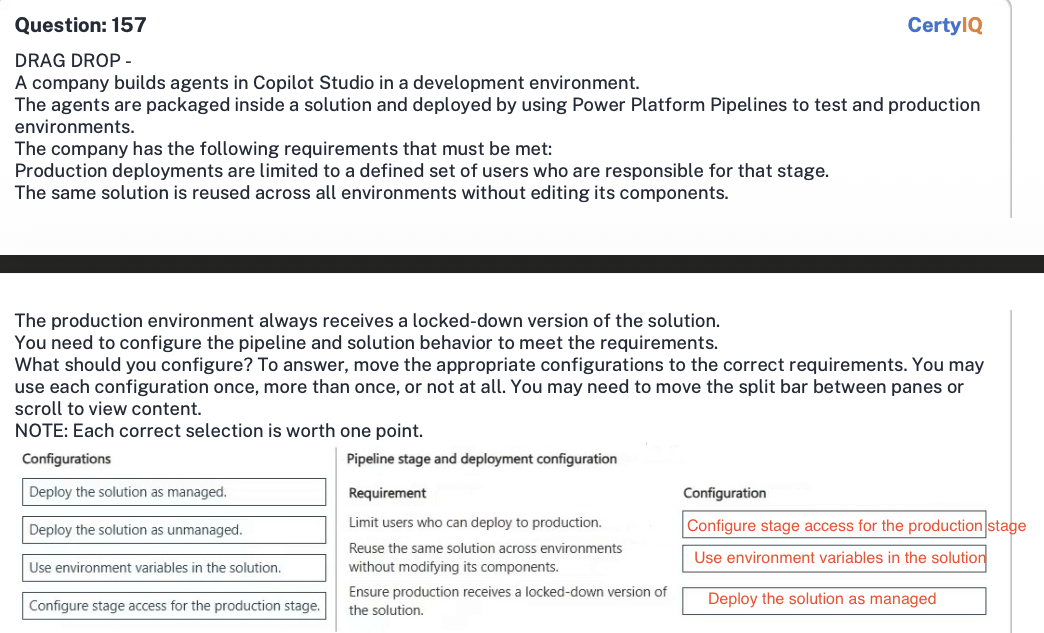 Question: 157
CertyIQ
DRAG DROP -
A company builds agents in Copilot Studio in a development environment.
The agents are packaged inside a solution and deployed by using Power Platform Pipelines to test and production
environments.
The company has the following requirements that must be met:
Production deployments are limited to a defined set of users who are responsible for that stage.
The same solution is reused across all environments without editing its components.
The production environment always receives a locked-down version of the solution.
You need to configure the pipeline and solution behavior to meet the requirements.
What should you configure? To answer, move the appropriate configurations to the correct requirements. You may
use each configuration once, more than once, or not at all. You may need to move the split bar between panes or
scroll to view content.
NOTE: Each correct selection is worth one point.
Configurations
Deploy the solution as managed.
Deploy the solution as unmanaged.
Use environment variables in the solution.
Configure stage access for the production stage.
Pipeline stage and deployment configuration
Requirement
Configuration
Limit users who can deploy to production.
Configure stage access for the production stage
Reuse the same solution across environments
without modifying its components.
Use environment variables in the solution
Ensure production receives a locked-down version of
the solution.
Deploy the solution as managed